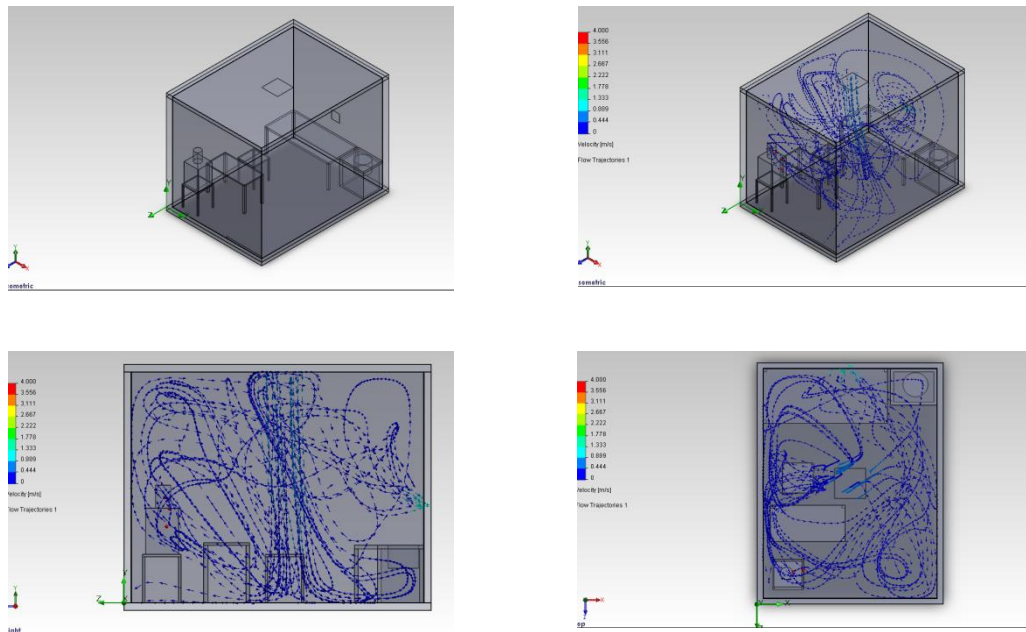 Y
Z
Y
X
sometric
4.000
3.556
3.111
2.667
2.222
1.778
1.333
0.889
0.444
0
Velocity [m/s]
Flow Trajectories 1
Y
Z
Y
X
sometric
4.000
3.556
3.111
2.667
2.222
1.778
1.333
0.889
0.444
0
Velocity [m/s]
Flow Trajectories 1
Y
Z
X
Y
ight
4.000
3.556
3.111
2.667
2.222
1.778
1.333
0.889
0.444
0
Velocity [m/s]
Flow Trajectories 1
Y
X
X
Z
op